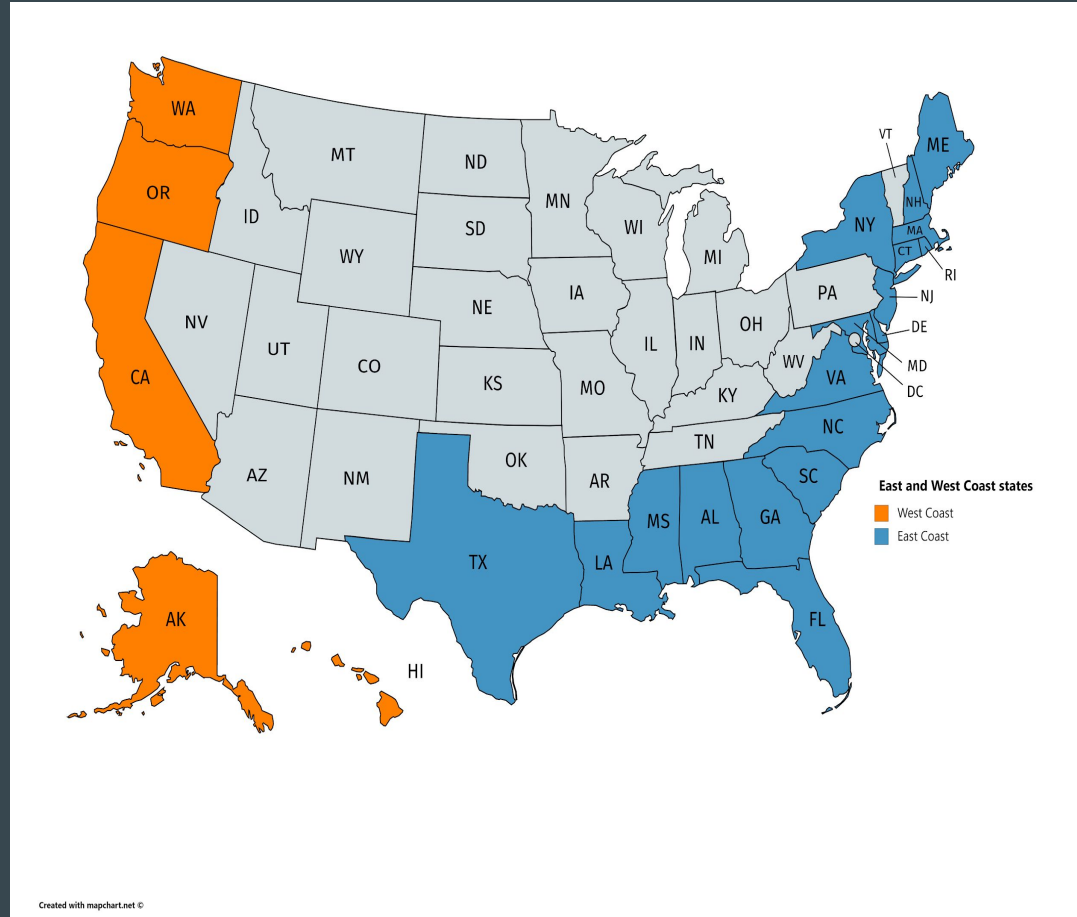 WA
OR
CA
ID
NV
MT
WY
UT
CO
AZ
NM
ND
SD
NE
KS
OK
TX
MN
IA
MO
AR
LA
WI
IL
MI
IN
OH
KY
TN
MS
AL
GA
FL
SC
NC
VA
WV
PA
NY
VT
NH
ME
MA
CT
RI
NJ
DE
MD
DC
AK
HI
East and West Coast states
West Coast
East Coast
Created with mapchart.net ©